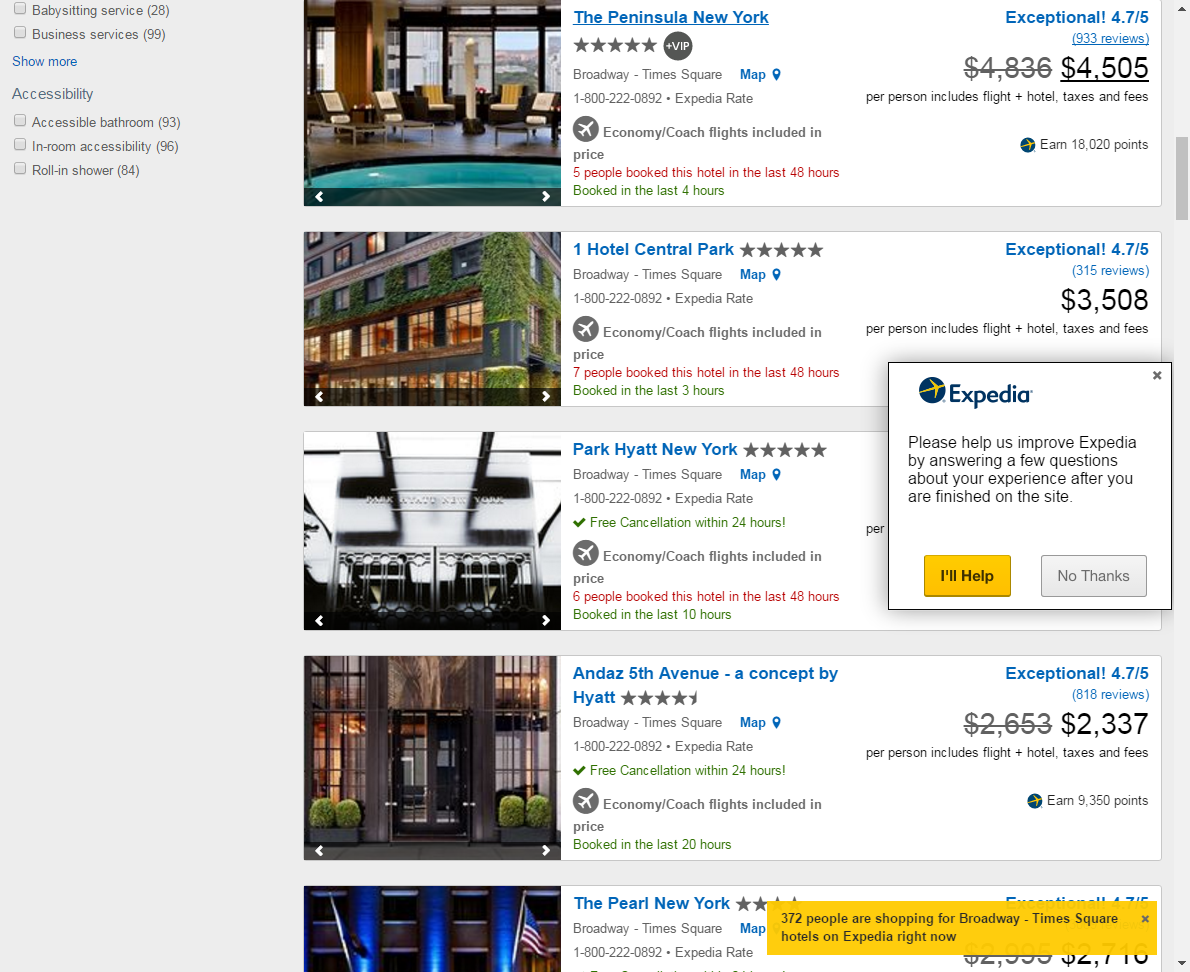 Babysitting service (28)
Business services (99)
Show more
Accessibility
Accessible bathroom (93)
In-room accessibility (96)
Roll-in shower (84)
The Peninsula New York
+VIP
Broadway - Times Square Map
1-800-222-0892 • Expedia Rate
Economy/Coach flights included in
price
5 people booked this hotel in the last 48 hours
Booked in the last 4 hours
Exceptional! 4.7/5
(933 reviews)
$4,836 $4,505
per person includes flight + hotel, taxes and fees
Earn 18,020 points
1 Hotel Central Park
Broadway - Times Square Map
1-800-222-0892 • Expedia Rate
Economy/Coach flights included in
price
7 people booked this hotel in the last 48 hours
Booked in the last 3 hours
Exceptional! 4.7/5
(315 reviews)
$3,508
per person includes flight + hotel, taxes and fees
PARK HYATT NEW YORK
Park Hyatt New York
Broadway - Times Square Map
1-800-222-0892 • Expedia Rate
Free Cancellation within 24 hours!
Economy/Coach flights included in
price
6 people booked this hotel in the last 48 hours
Booked in the last 10 hours
per
Expedia
Please help us improve Expedia
by answering a few questions
about your experience after you
are finished on the site.
I'll Help
No Thanks
Andaz 5th Avenue - a concept by
Hyatt
Broadway - Times Square Map
1-800-222-0892 • Expedia Rate
Free Cancellation within 24 hours!
Economy/Coach flights included in
price
Booked in the last 20 hours
Exceptional! 4.7/5
(818 reviews)
$2,653 $2,337
per person includes flight + hotel, taxes and fees
Earn 9,350 points
The Pearl New York
Broadway - Times Square Map
1-800-222-0892 • Expedia Rate
Exceptional! 4.7/5
372 people are shopping for Broadway - Times Square
hotels on Expedia right now
$2,995 $2,716